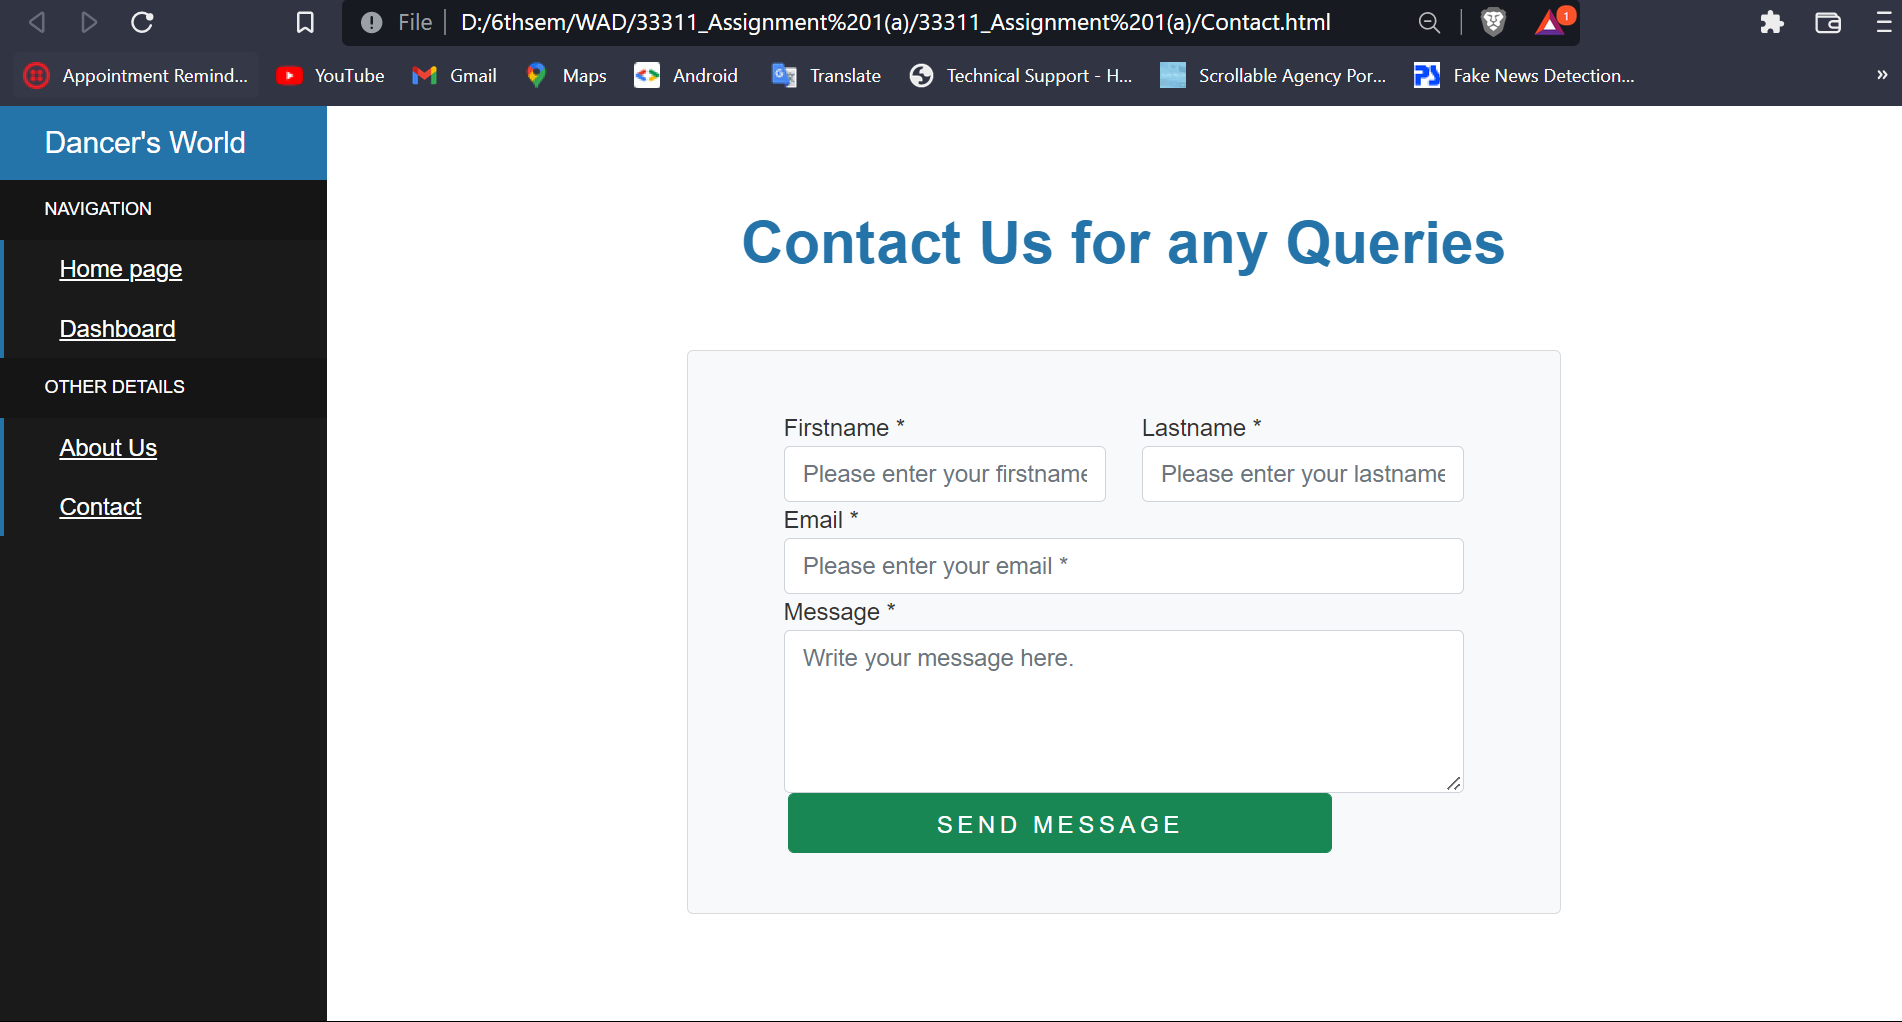 File D:/6thsem/WAD/33311_Assignment%201(a)/33311_Assignment%201(a)/Contact.html 1
Appointment Remind... YouTube Gmail Maps Android Translate Technical Support - H... Scrollable Agency Por... Fake News Detection... »
Dancer's World
NAVIGATION
Home page
Dashboard
OTHER DETAILS
About Us
Contact
Contact Us for any Queries
Firstname * Lastname *
Please enter your firstname Please enter your lastname
Email *
Please enter your email *
Message *
Write your message here.
SEND MESSAGE